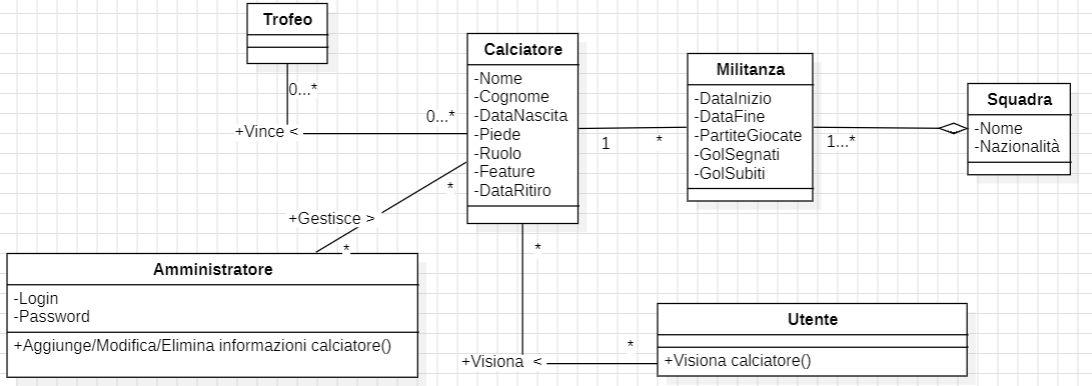 Trofeo
0...*
+Vince <
0...*
Calciatore
-Nome
-Cognome
-DataNascita
-Piede
-Ruolo
-Feature
-DataRitiro
1
*
Militanza
-DataInizio
-DataFine
-PartiteGiocate
-GolSegnati
-GolSubiti
1...*
Squadra
-Nome
-Nazionalità
*
+Gestisce >
*
Amministratore
-Login
-Password
+Aggiunge/Modifica/Elimina informazioni calciatore()
*
+Visiona <
*
Utente
+Visiona calciatore()